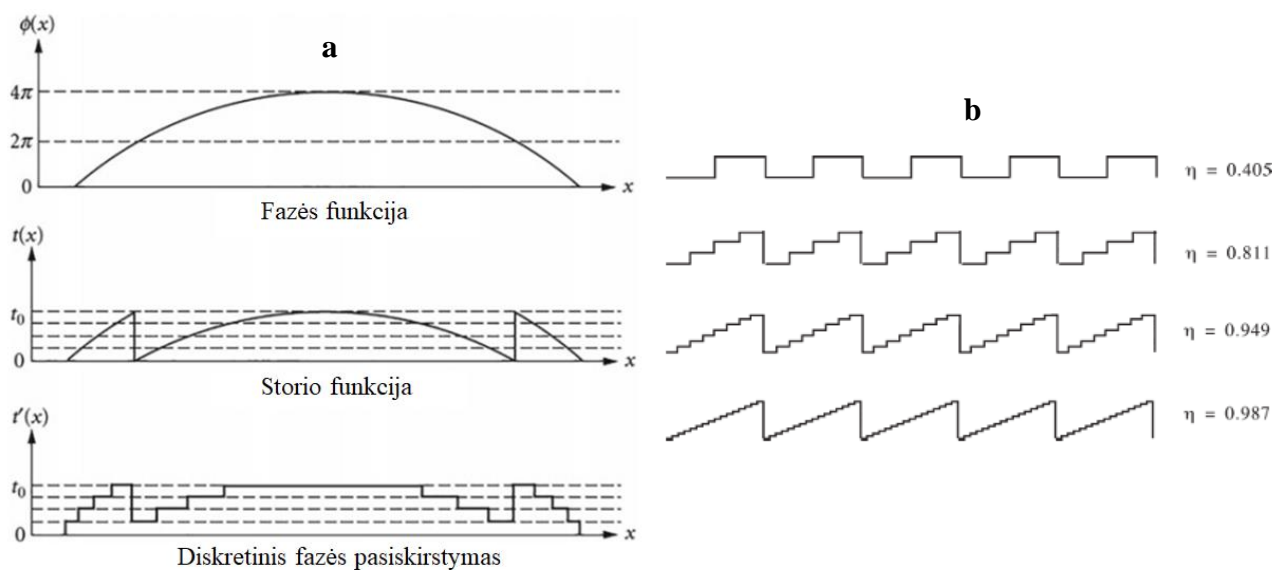 a
ϕ(x)
4π
2π
0
x
Fazės funkcija
t(x)
t₀
0
x
Storio funkcija
t′(x)
t₀
0
x
Diskretinis fazės pasiskirstymas
b
η = 0.405
η = 0.811
η = 0.949
η = 0.987